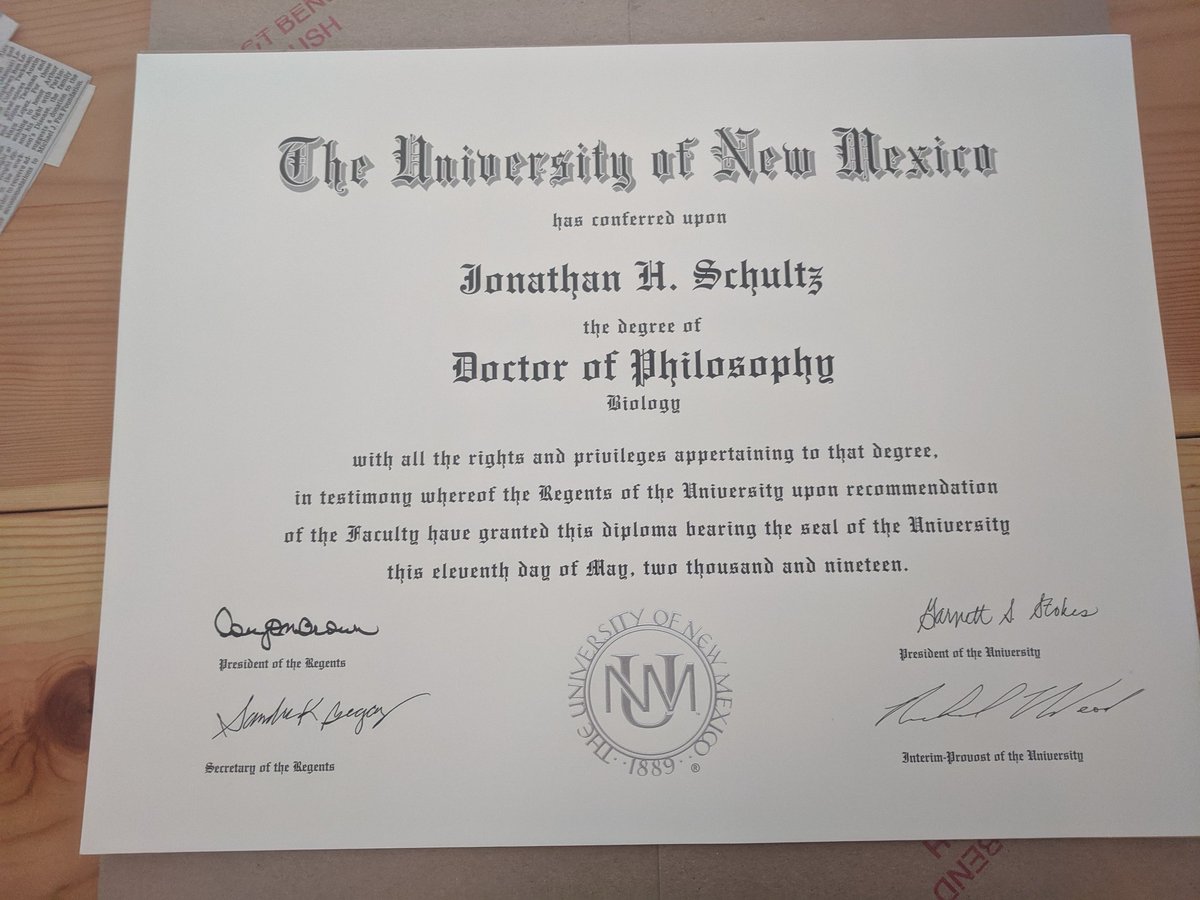 The University of New Mexico
has conferred upon
Jonathan H. Schultz
the degree of
Doctor of Philosophy
Biology
with all the rights and privileges appertaining to that degree,
in testimony whereof the Regents of the University upon recommendation
of the Faculty have granted this diploma bearing the seal of the University
this eleventh day of May, two thousand and nineteen.
President of the Regents
Garnett S Stokes
President of the University
Secretary of the Regents
Interim-Provost of the University
THE UNIVERSITY OF NEW MEXICO
UNM
·· 1889 ·· ®
BEND
Michael J. Fox Foundation